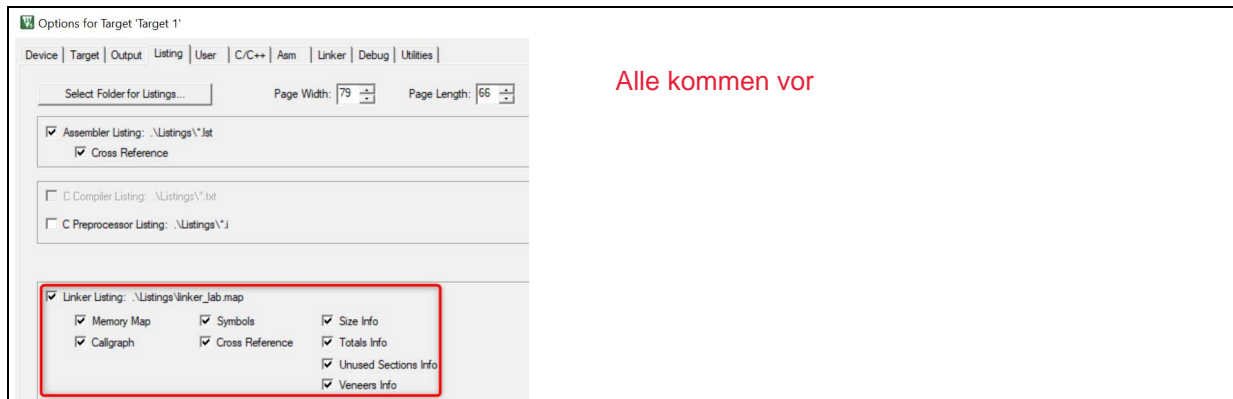 Options for Target 'Target 1'
Device Target Output Listing User C/C++ Asm Linker Debug Utilities
Select Folder for Listings... Page Width: 79 Page Length: 66
Alle kommen vor
Assembler Listing: .\Listings\*.lst
Cross Reference
C Compiler Listing: .\Listings\*.txt
C Preprocessor Listing: .\Listings\*.i
Linker Listing: .\Listings\linker_lab.map
Memory Map Symbols Size Info
Callgraph Cross Reference Totals Info
Unused Sections Info
Veneers Info